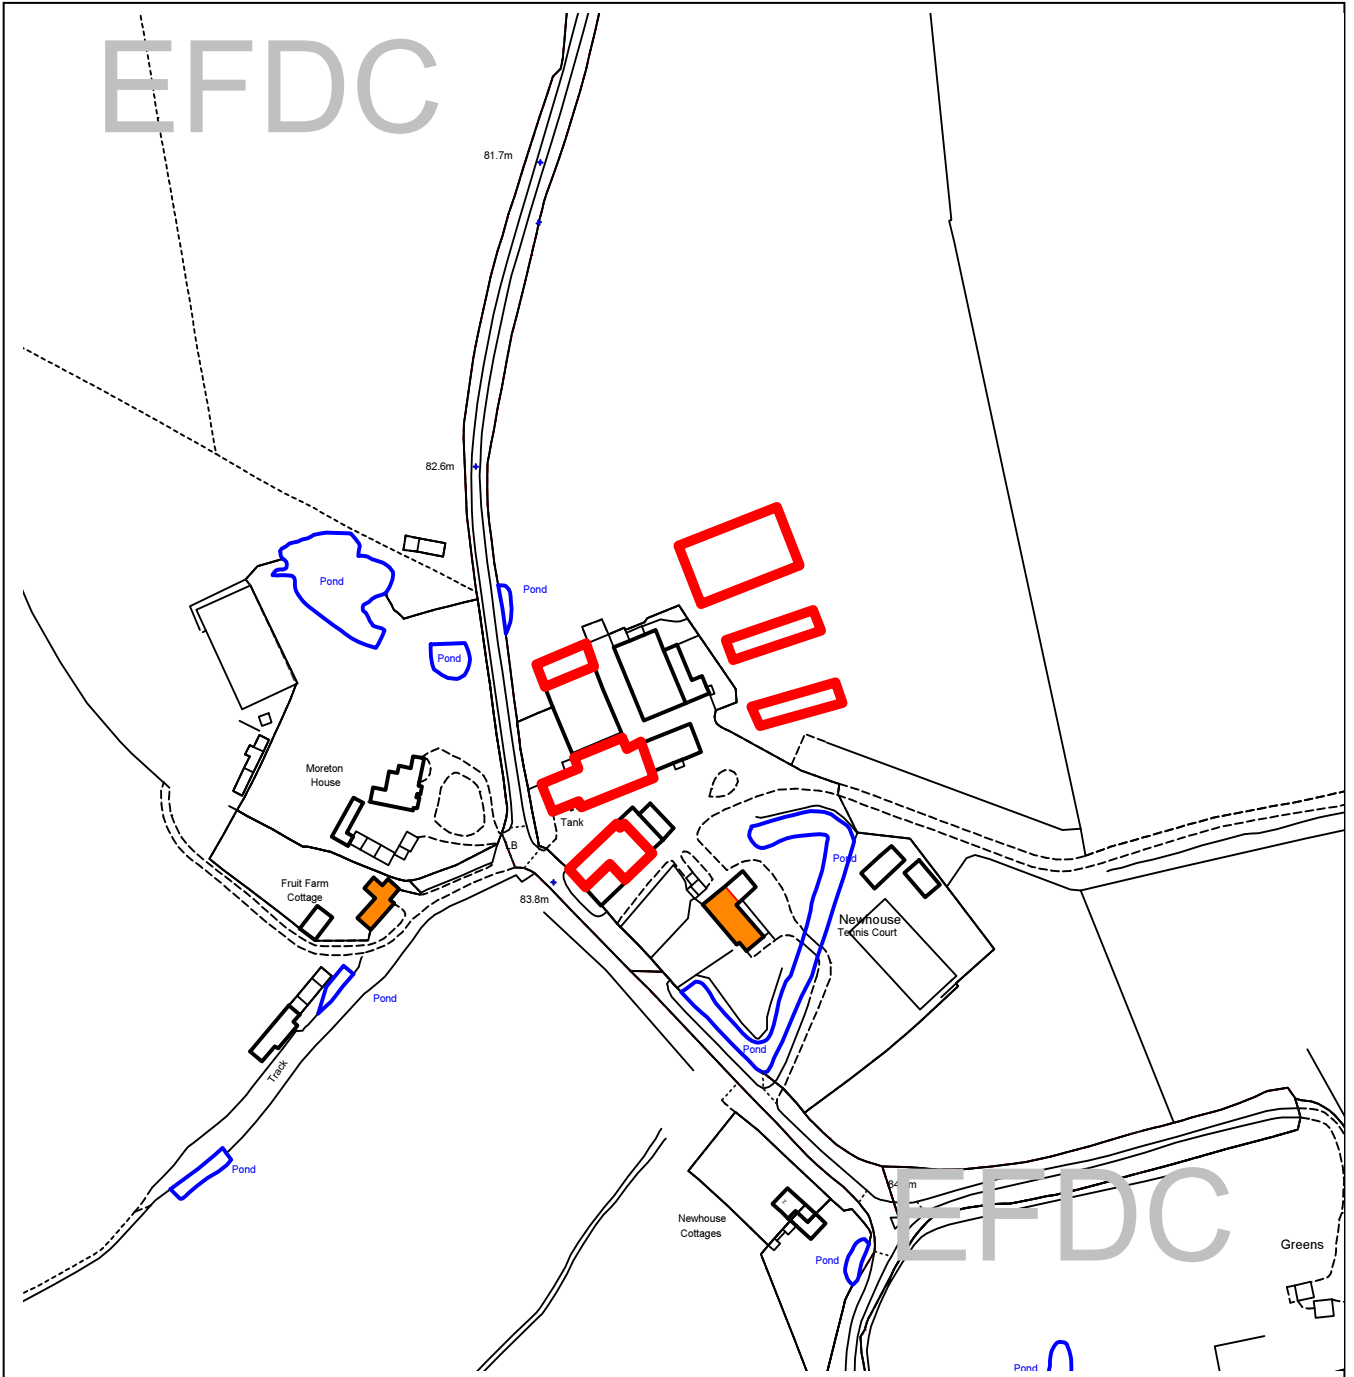 EFDC
81.7m
82.6m
Pond
Pond
Pond
Moreton
House
Tank
LB
Pond
Fruit Farm
Cottage
83.8m
Newhouse
Tennis Court
Pond
Pond
Track
Pond
EFDC
Newhouse
Cottages
Pond
Greens
Pond